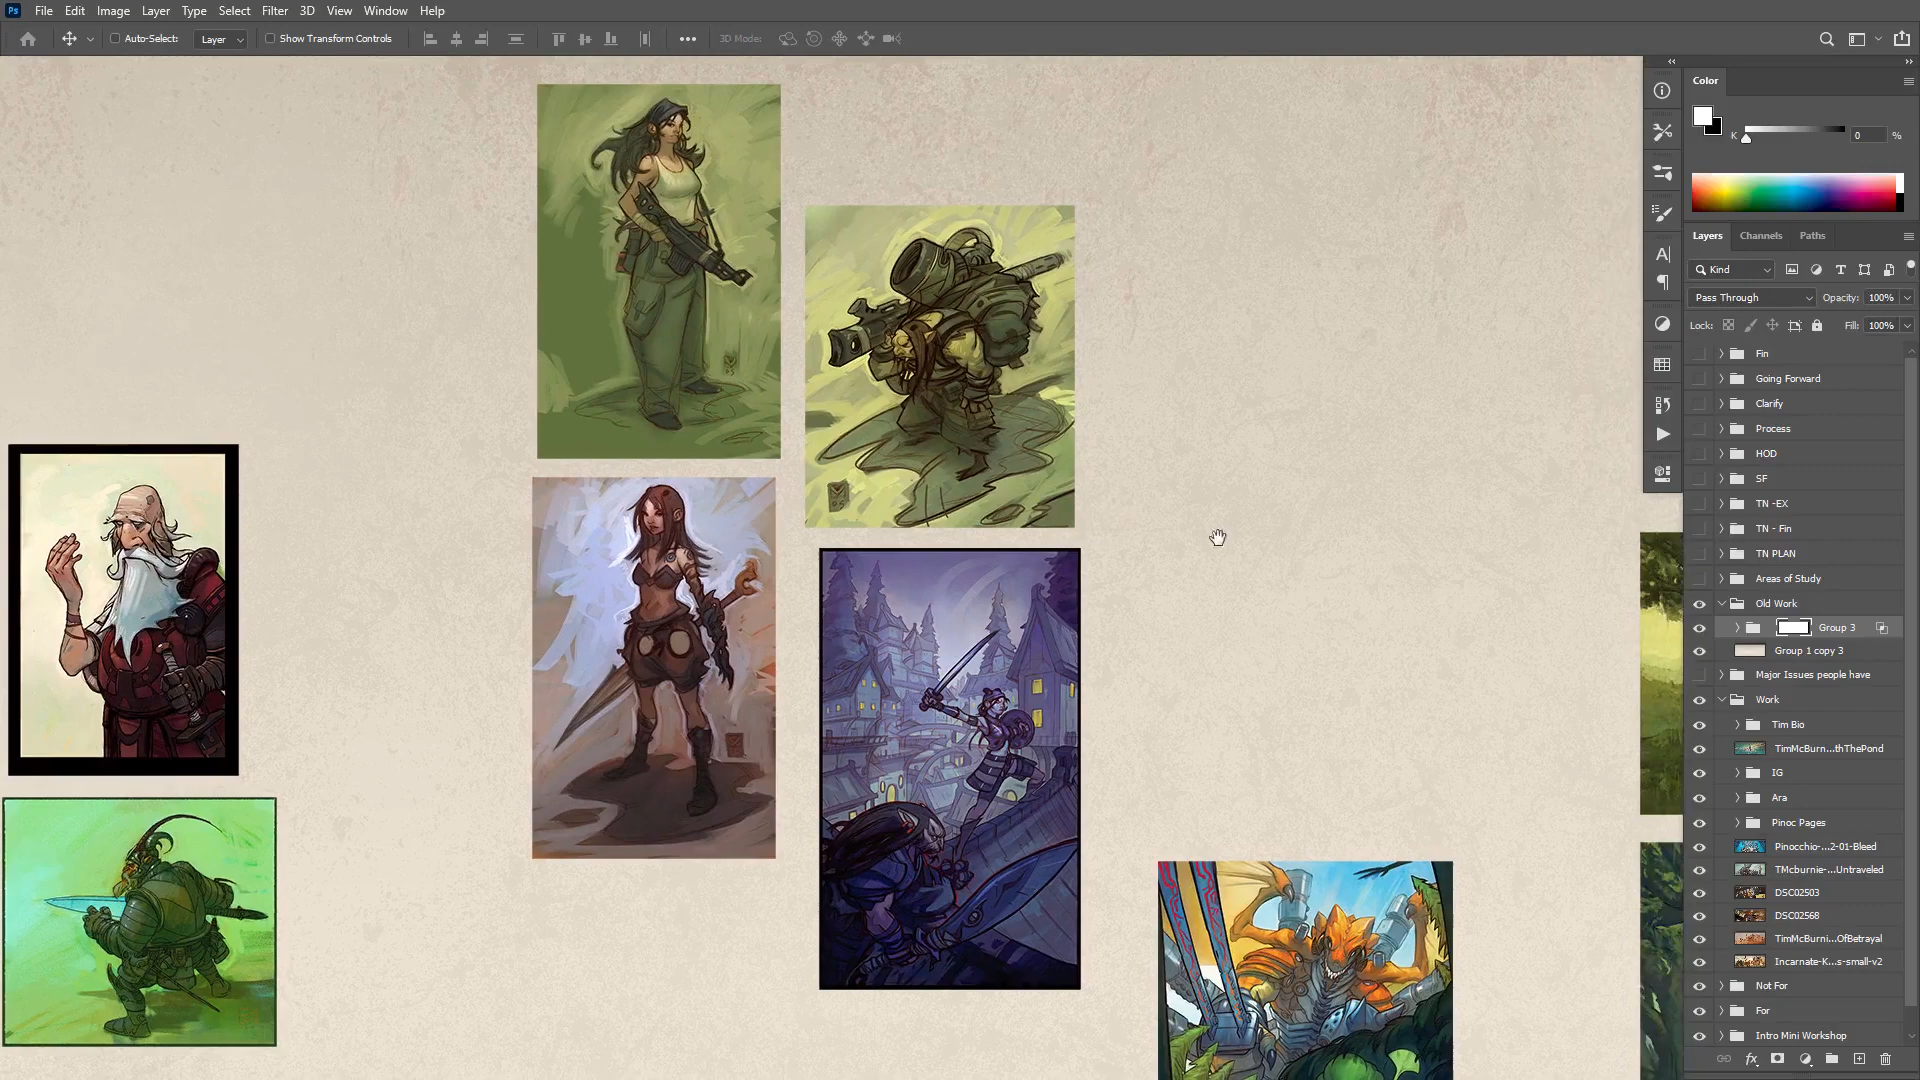 Ps File Edit Image Layer Type Select Filter 3D View Window Help
Auto-Select: Layer Show Transform Controls 3D Mode:
Color
K 0 %
Layers Channels Paths
Kind
Pass Through Opacity: 100%
Lock: Fill: 100%
Fin
Going Forward
Clarify
Process
HOD
SF
TN -EX
TN - Fin
TN PLAN
Areas of Study
Old Work
Group 3
Group 1 copy 3
Major Issues people have
Work
Tim Bio
TimMcBurn...thThePond
IG
Ara
Pinoc Pages
Pinocchio-...2-01-Bleed
TMcburnie-...Untraveled
DSC02503
DSC02568
TimMcBurni...OfBetrayal
Incarnate-K...s-small-v2
Not For
For
Intro Mini Workshop